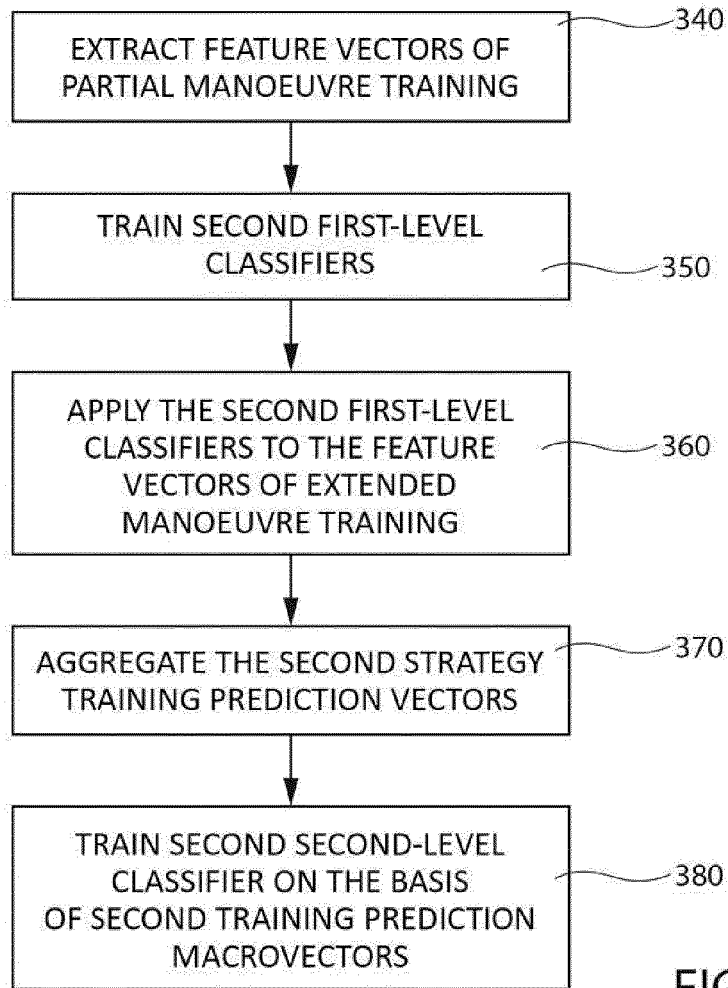 EXTRACT FEATURE VECTORS OF
PARTIAL MANOEUVRE TRAINING
340
TRAIN SECOND FIRST-LEVEL
CLASSIFIERS
350
APPLY THE SECOND FIRST-LEVEL
CLASSIFIERS TO THE FEATURE
VECTORS OF EXTENDED
MANOEUVRE TRAINING
360
AGGREGATE THE SECOND STRATEGY
TRAINING PREDICTION VECTORS
370
TRAIN SECOND SECOND-LEVEL
CLASSIFIER ON THE BASIS
OF SECOND TRAINING PREDICTION
MACROVECTORS
380